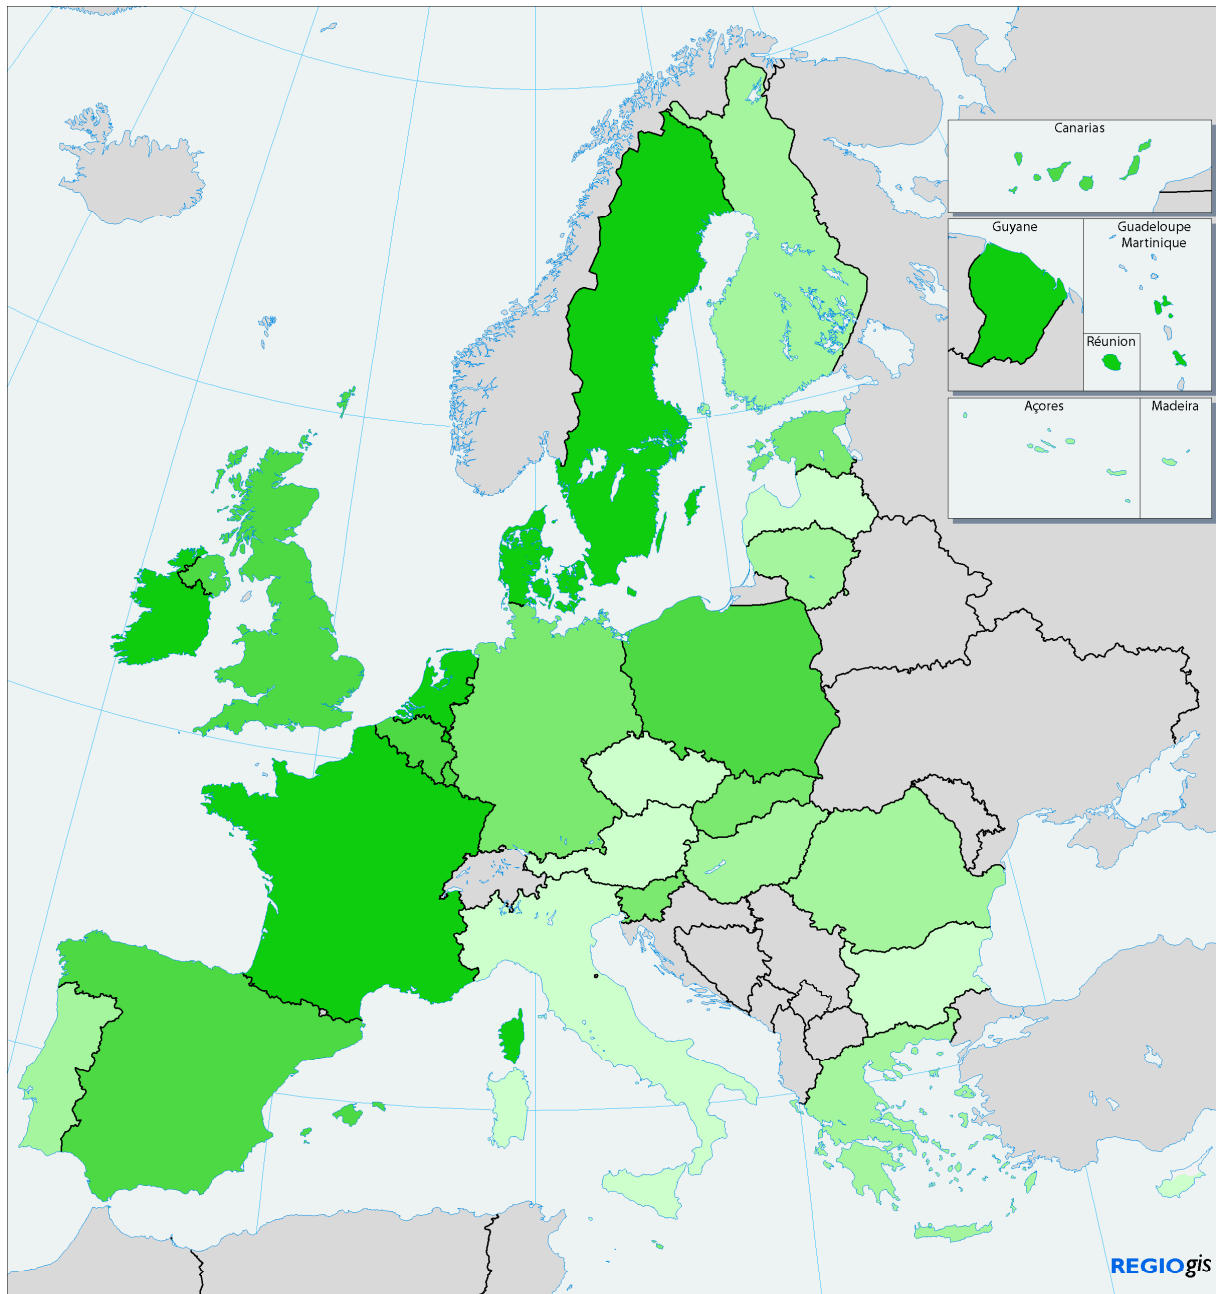 Canarias
Guyane
Guadeloupe
Martinique
Réunion
Açores
Madeira
REGIOgis